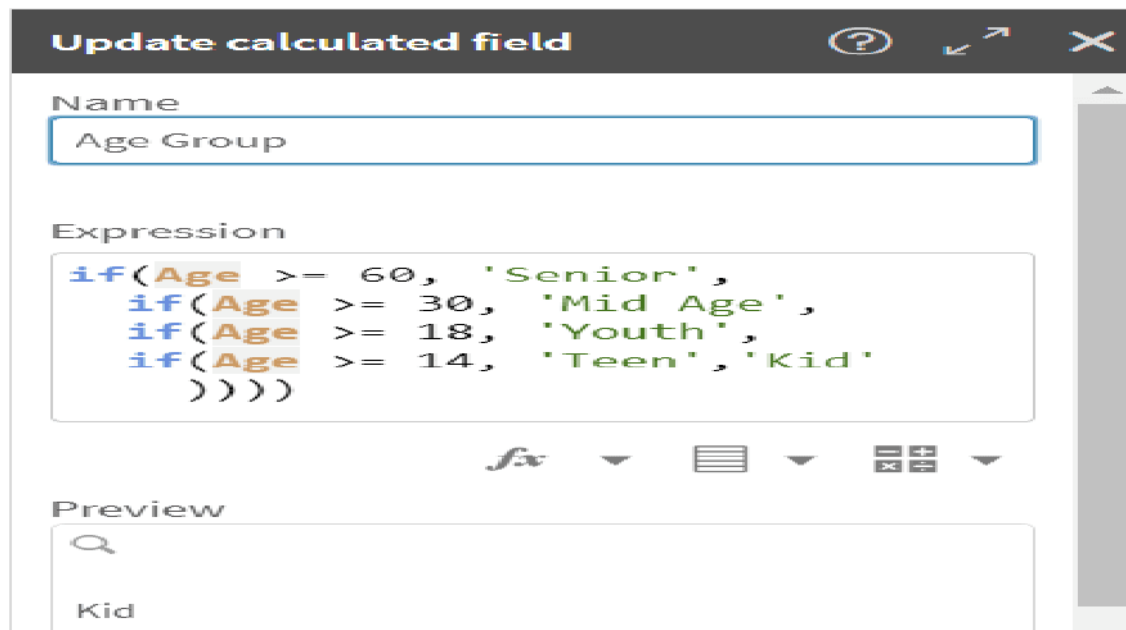 Update calculated field
Name
Age Group
Expression
if(Age >= 60, 'Senior',
if(Age >= 30, 'Mid Age',
if(Age >= 18, 'Youth',
if(Age >= 14, 'Teen','Kid'
))))
fx
Preview
Kid